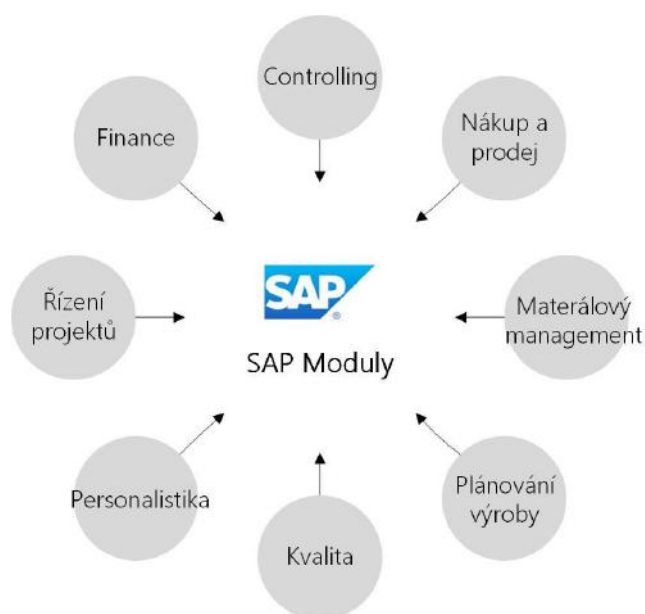 Controlling
Finance
Nákup a
prodej
Řízení
projektů
SAP
®
SAP Moduly
Materálový
management
Personalistika
Plánování
výroby
Kvalita